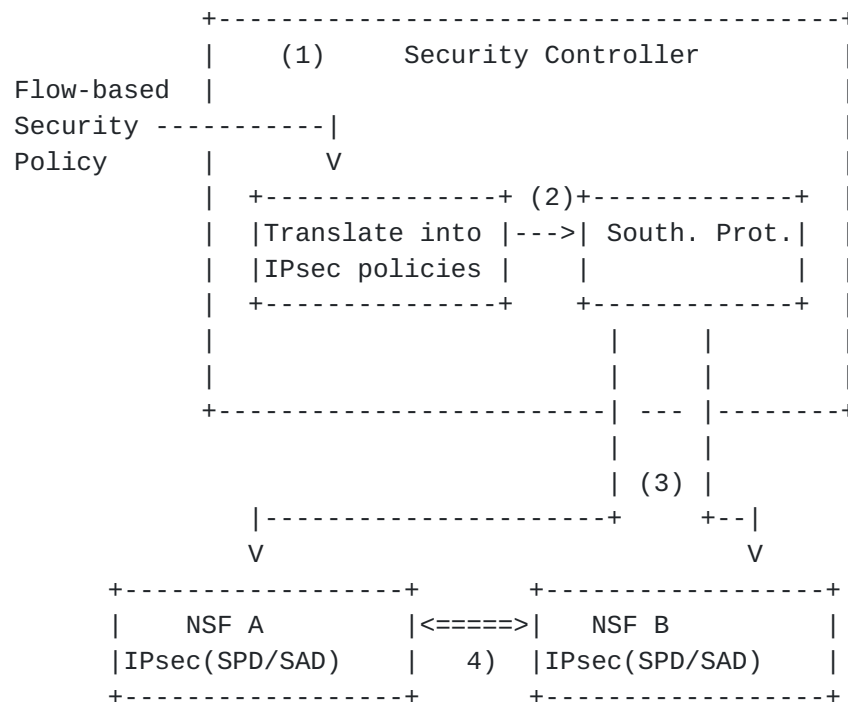 (1) Security Controller
Flow-based
Security
Policy V
(2)
Translate into South. Prot.
IPsec policies
(3)
V V
NSF A <=====> NSF B
IPsec(SPD/SAD) 4) IPsec(SPD/SAD)